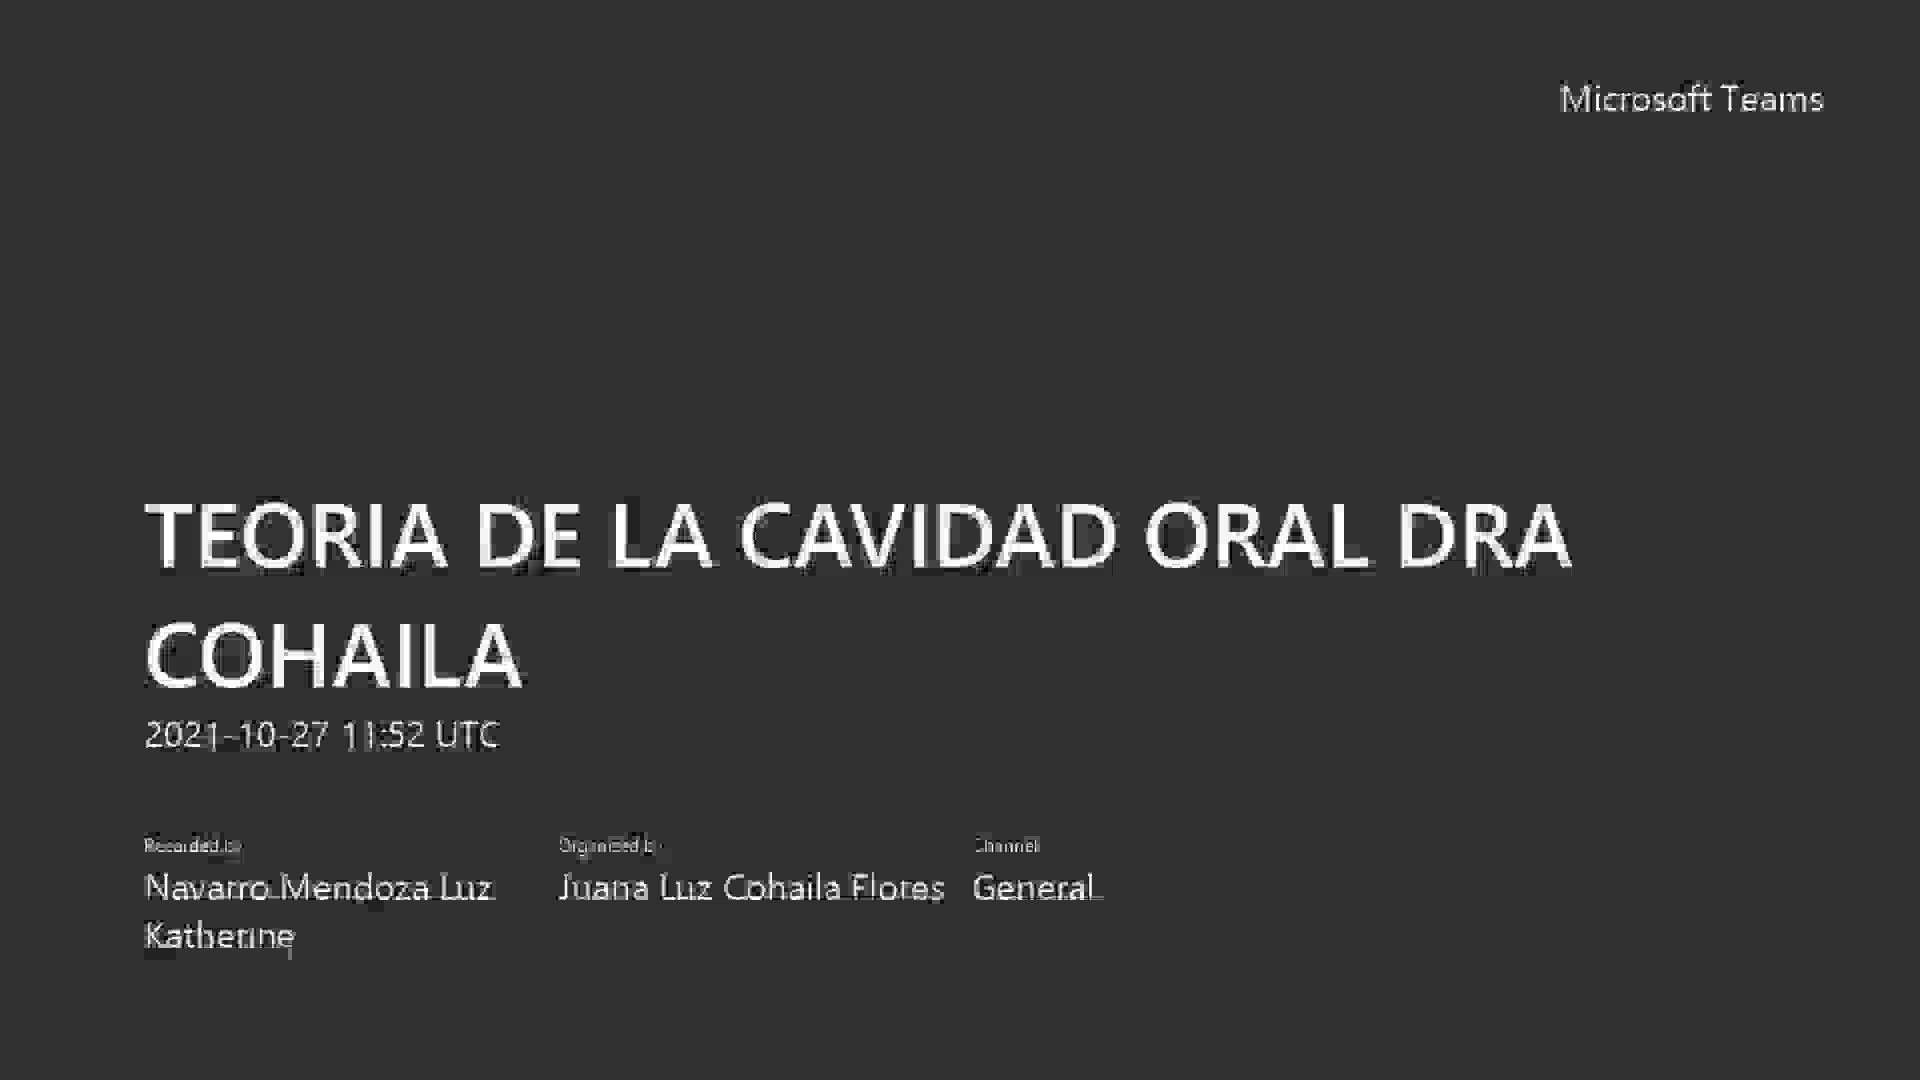 Microsoft Teams
TEORIA DE LA CAVIDAD ORAL DRA
COHAILA
2021-10-27 11:52 UTC
Recorded by
Organized by
Channel
Navarro Mendoza Luz
Juana Luz Cohaila Flores
General
Katherine